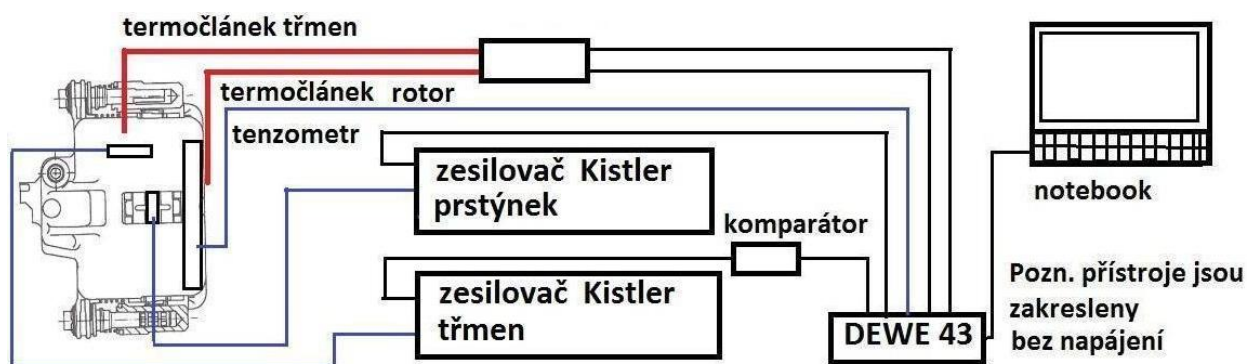 termočlánek třmen
termočlánek rotor
tenzometr
zesilovač Kistler
prstýnek
komparátor
zesilovač Kistler
třmen
DEWE 43
notebook
Pozn. přístroje jsou
zakresleny
bez napájení